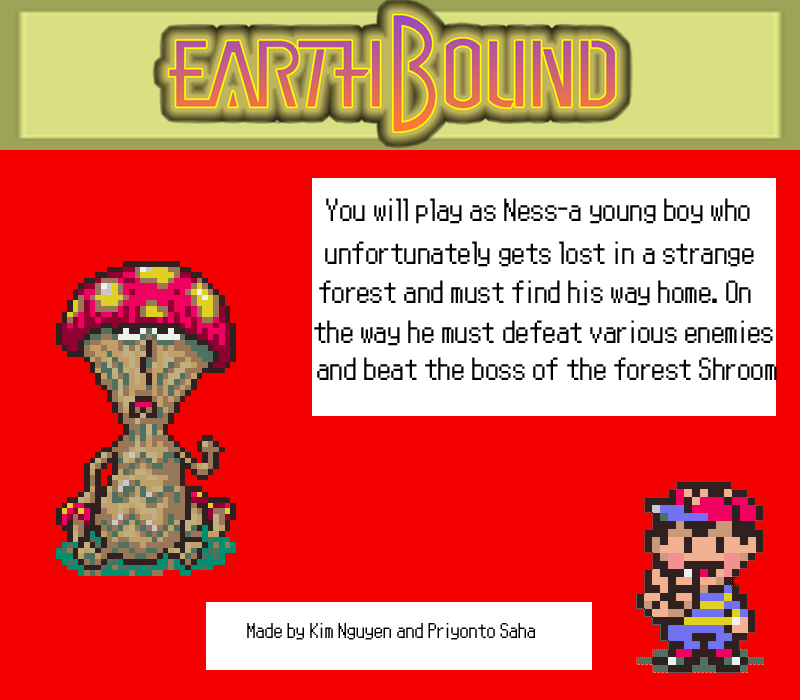 EARTHBOUND
You will play as Ness-a young boy who
unfortunately gets lost in a strange
forest and must find his way home. On
the way he must defeat various enemies
and beat the boss of the forest Shroom
Made by Kim Nguyen and Priyonto Saha